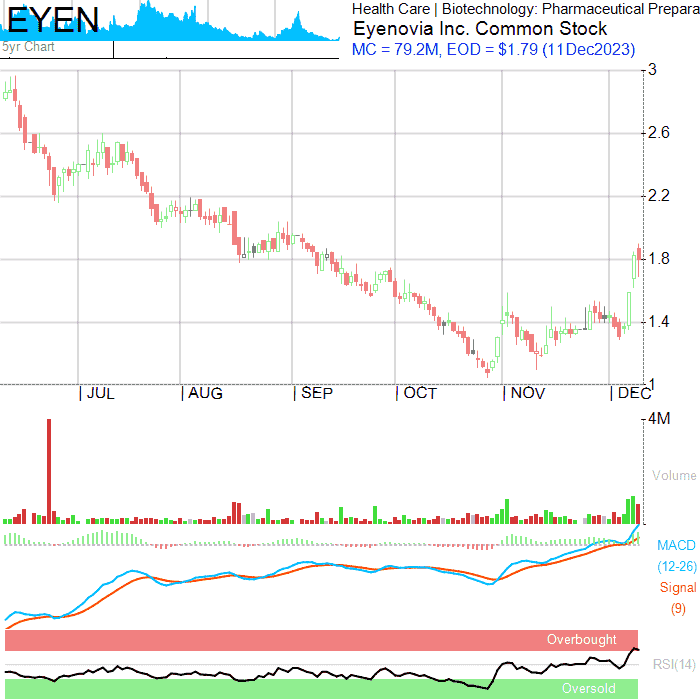 EYEN
5yr Chart
Health Care | Biotechnology: Pharmaceutical Prepara
Eyenovia Inc. Common Stock
MC = 79.2M, EOD = $1.79 (11Dec2023)
3
2.6
2.2
1.8
1.4
1
| JUL | AUG | SEP | OCT | NOV | DEC
4M
Volume
MACD
(12-26)
Signal
(9)
Overbought
RSI(14)
Oversold